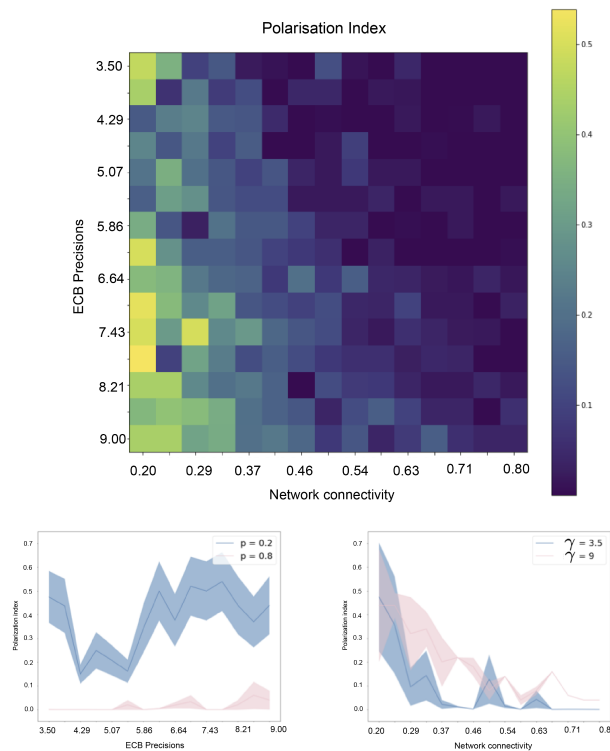 Polarisation Index
3.50
4.29
5.07
5.86
6.64
7.43
8.21
9.00
ECB Precisions
0.20 0.29 0.37 0.46 0.54 0.63 0.71 0.80
Network connectivity
0.5
0.4
0.3
0.2
0.1
0.7
0.6
0.5
0.4
0.3
0.2
0.1
0.0
Polarization index
p = 0.2
p = 0.8
3.50 4.29 5.07 5.86 6.64 7.43 8.21 9.00
ECB Precisions
0.7
0.6
0.5
0.4
0.3
0.2
0.1
0.0
Polarization index
γ = 3.5
γ = 9
0.20 0.29 0.37 0.46 0.54 0.63 0.71
Network connectivity